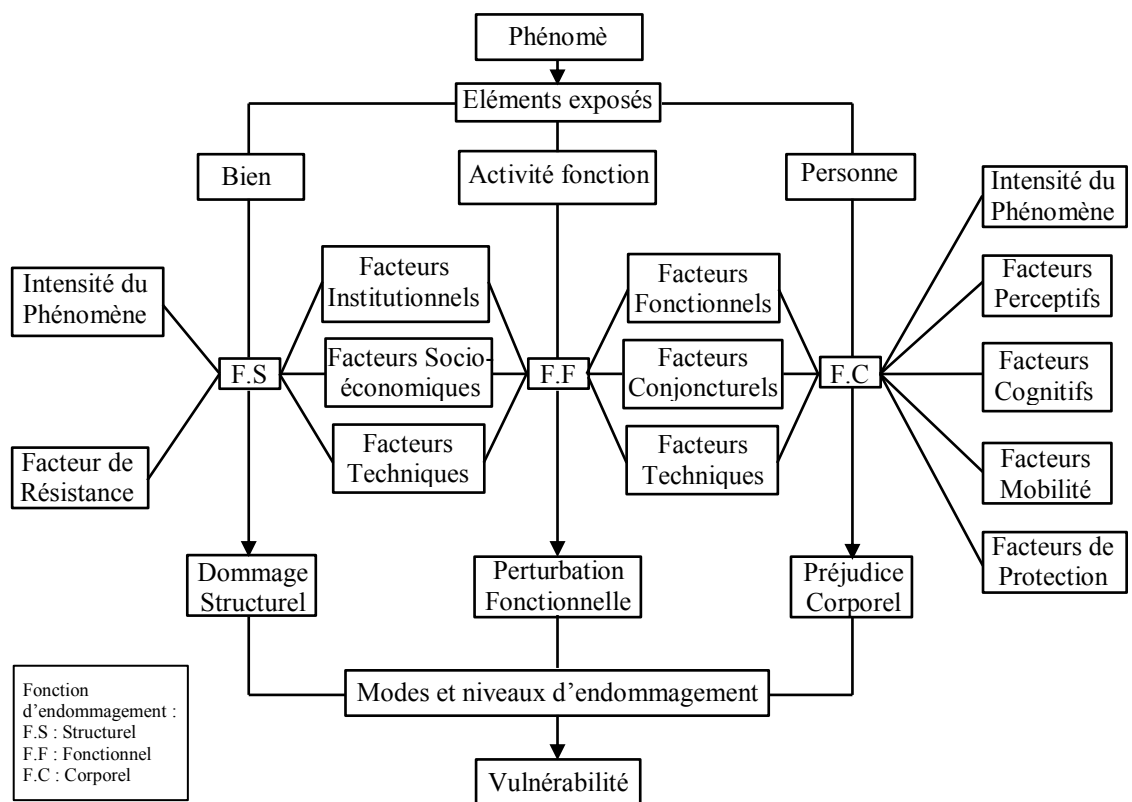 Phénomè
Eléments exposés
Bien
Activité fonction
Personne
Intensité du
Phénomène
Facteurs
Institutionnels
Facteurs
Fonctionnels
Intensité du
Phénomène
Facteurs
Perceptifs
F.S
Facteurs Socio-
économiques
F.F
Facteurs
Conjoncturels
F.C
Facteurs
Cognitifs
Facteur de
Résistance
Facteurs
Techniques
Facteurs
Techniques
Facteurs
Mobilité
Facteurs de
Protection
Dommage
Structurel
Perturbation
Fonctionnelle
Préjudice
Corporel
Modes et niveaux d’endommagement
Vulnérabilité
Fonction
d’endommagement :
F.S : Structurel
F.F : Fonctionnel
F.C : Corporel